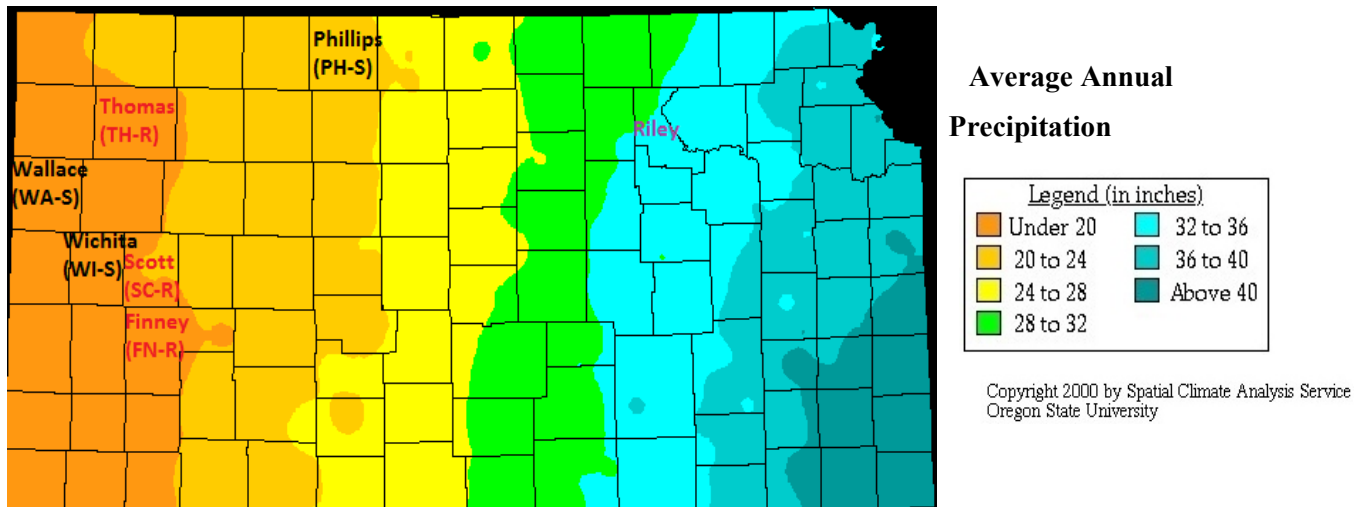 Phillips
(PH-S)
Thomas
(TH-R)
Riley
Wallace
(WA-S)
Wichita
(WI-S)
Scott
(SC-R)
Finney
(FN-R)
Average Annual
Precipitation
Legend (in inches)
Under 20
20 to 24
24 to 28
28 to 32
32 to 36
36 to 40
Above 40
Copyright 2000 by Spatial Climate Analysis Service
Oregon State University